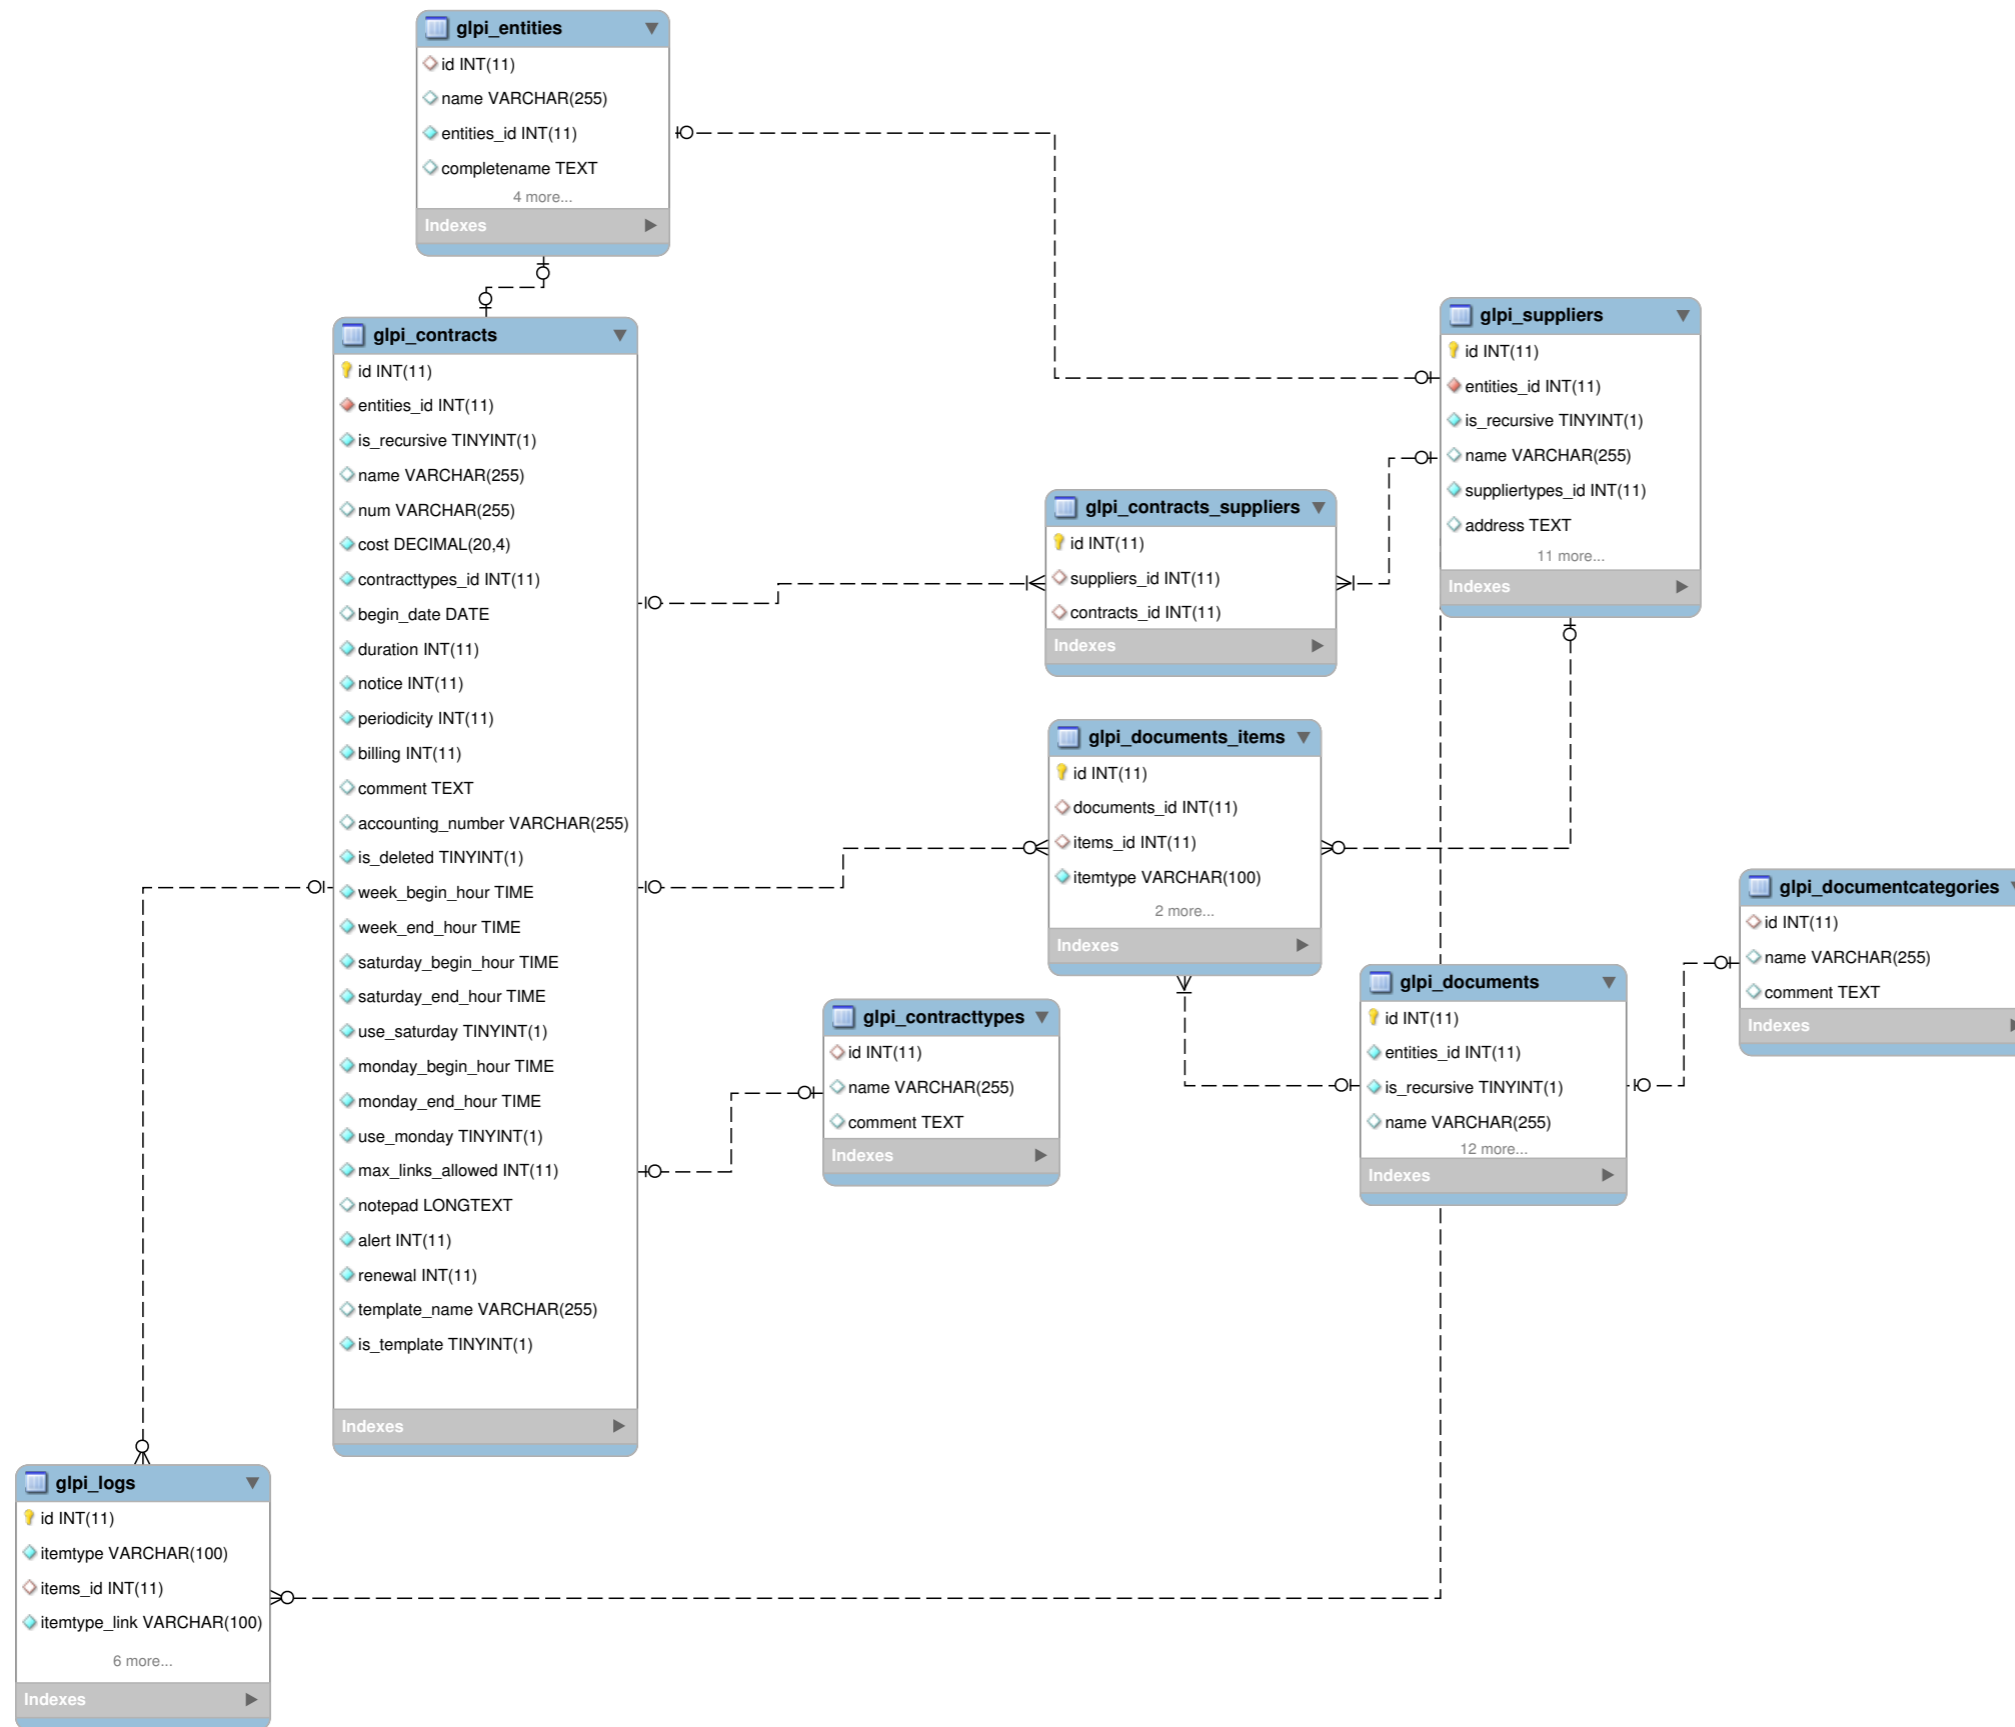 glpi_entities
id INT(11)
name VARCHAR(255)
entities_id INT(11)
completename TEXT
4 more...
Indexes
glpi_contracts
id INT(11)
entities_id INT(11)
is_recursive TINYINT(1)
name VARCHAR(255)
num VARCHAR(255)
cost DECIMAL(20,4)
contracttypes_id INT(11)
begin_date DATE
duration INT(11)
notice INT(11)
periodicity INT(11)
billing INT(11)
comment TEXT
accounting_number VARCHAR(255)
is_deleted TINYINT(1)
week_begin_hour TIME
week_end_hour TIME
saturday_begin_hour TIME
saturday_end_hour TIME
use_saturday TINYINT(1)
monday_begin_hour TIME
monday_end_hour TIME
use_monday TINYINT(1)
max_links_allowed INT(11)
notepad LONGTEXT
alert INT(11)
renewal INT(11)
template_name VARCHAR(255)
is_template TINYINT(1)
Indexes
glpi_suppliers
id INT(11)
entities_id INT(11)
is_recursive TINYINT(1)
name VARCHAR(255)
suppliertypes_id INT(11)
address TEXT
11 more...
Indexes
glpi_contracts_suppliers
id INT(11)
suppliers_id INT(11)
contracts_id INT(11)
Indexes
glpi_documents_items
id INT(11)
documents_id INT(11)
items_id INT(11)
itemtype VARCHAR(100)
2 more...
Indexes
glpi_documentcategories
id INT(11)
name VARCHAR(255)
comment TEXT
Indexes
glpi_documents
id INT(11)
entities_id INT(11)
is_recursive TINYINT(1)
name VARCHAR(255)
12 more...
Indexes
glpi_contracttypes
id INT(11)
name VARCHAR(255)
comment TEXT
Indexes
glpi_logs
id INT(11)
itemtype VARCHAR(100)
items_id INT(11)
itemtype_link VARCHAR(100)
6 more...
Indexes